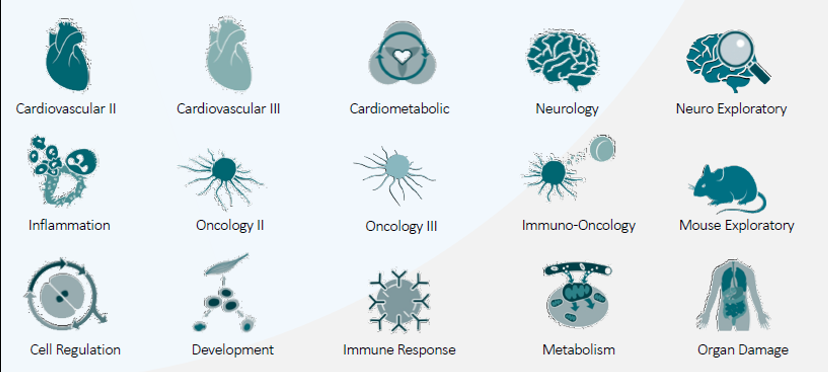 Cardiovascular II
Cardiovascular III
Cardiometabolic
Neurology
Neuro Exploratory
Inflammation
Oncology II
Oncology III
Immuno-Oncology
Mouse Exploratory
Cell Regulation
Development
Immune Response
Metabolism
Organ Damage